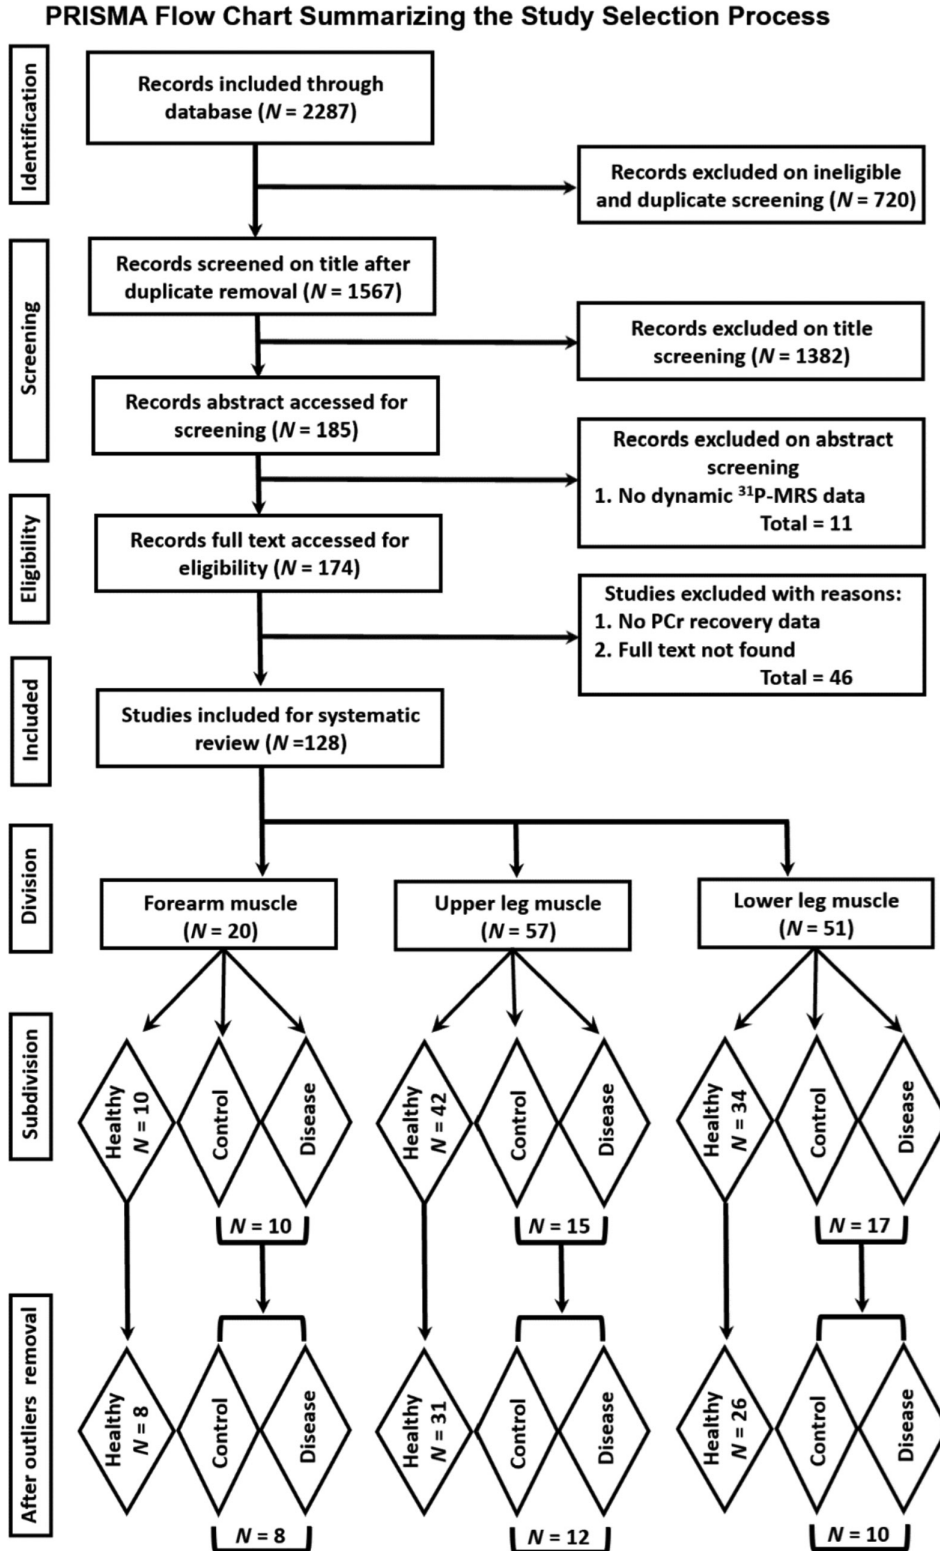 PRISMA Flow Chart Summarizing the Study Selection Process
Identification
Records included through
database (N = 2287)
Records excluded on ineligible
and duplicate screening (N = 720)
Screening
Records screened on title after
duplicate removal (N = 1567)
Records excluded on title
screening (N = 1382)
Records abstract accessed for
screening (N = 185)
Records excluded on abstract
screening
1. No dynamic ³¹P-MRS data
Total = 11
Eligibility
Records full text accessed for
eligibility (N = 174)
Studies excluded with reasons:
1. No PCr recovery data
2. Full text not found
Total = 46
Included
Studies included for systematic
review (N =128)
Division
Forearm muscle
(N = 20)
Upper leg muscle
(N = 57)
Lower leg muscle
(N = 51)
Subdivision
Healthy
N = 10
Control
Disease
N = 10
Healthy
N = 42
Control
Disease
N = 15
Healthy
N = 34
Control
Disease
N = 17
After outliers removal
Healthy
N = 8
Control
Disease
N = 8
Healthy
N = 31
Control
Disease
N = 12
Healthy
N = 26
Control
Disease
N = 10